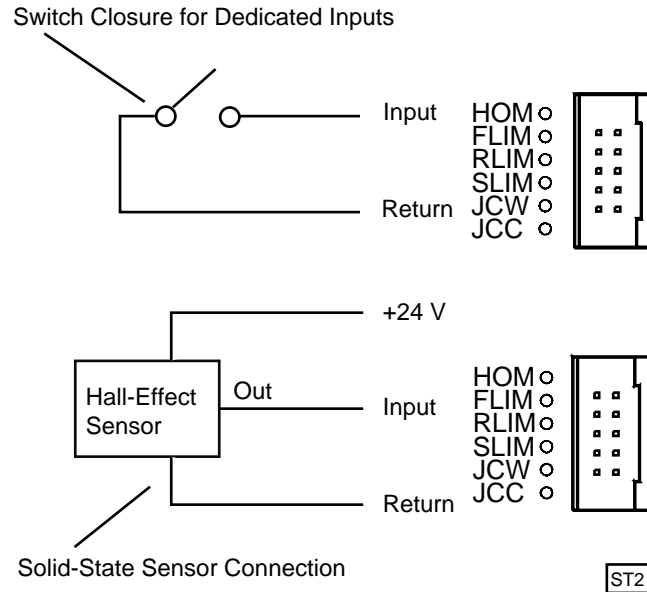 Switch Closure for Dedicated Inputs
Input
Return
HOM
FLIM
RLIM
SLIM
JCW
JCC
+24 V
Hall-Effect
Sensor
Out
Input
Return
HOM
FLIM
RLIM
SLIM
JCW
JCC
Solid-State Sensor Connection
ST2